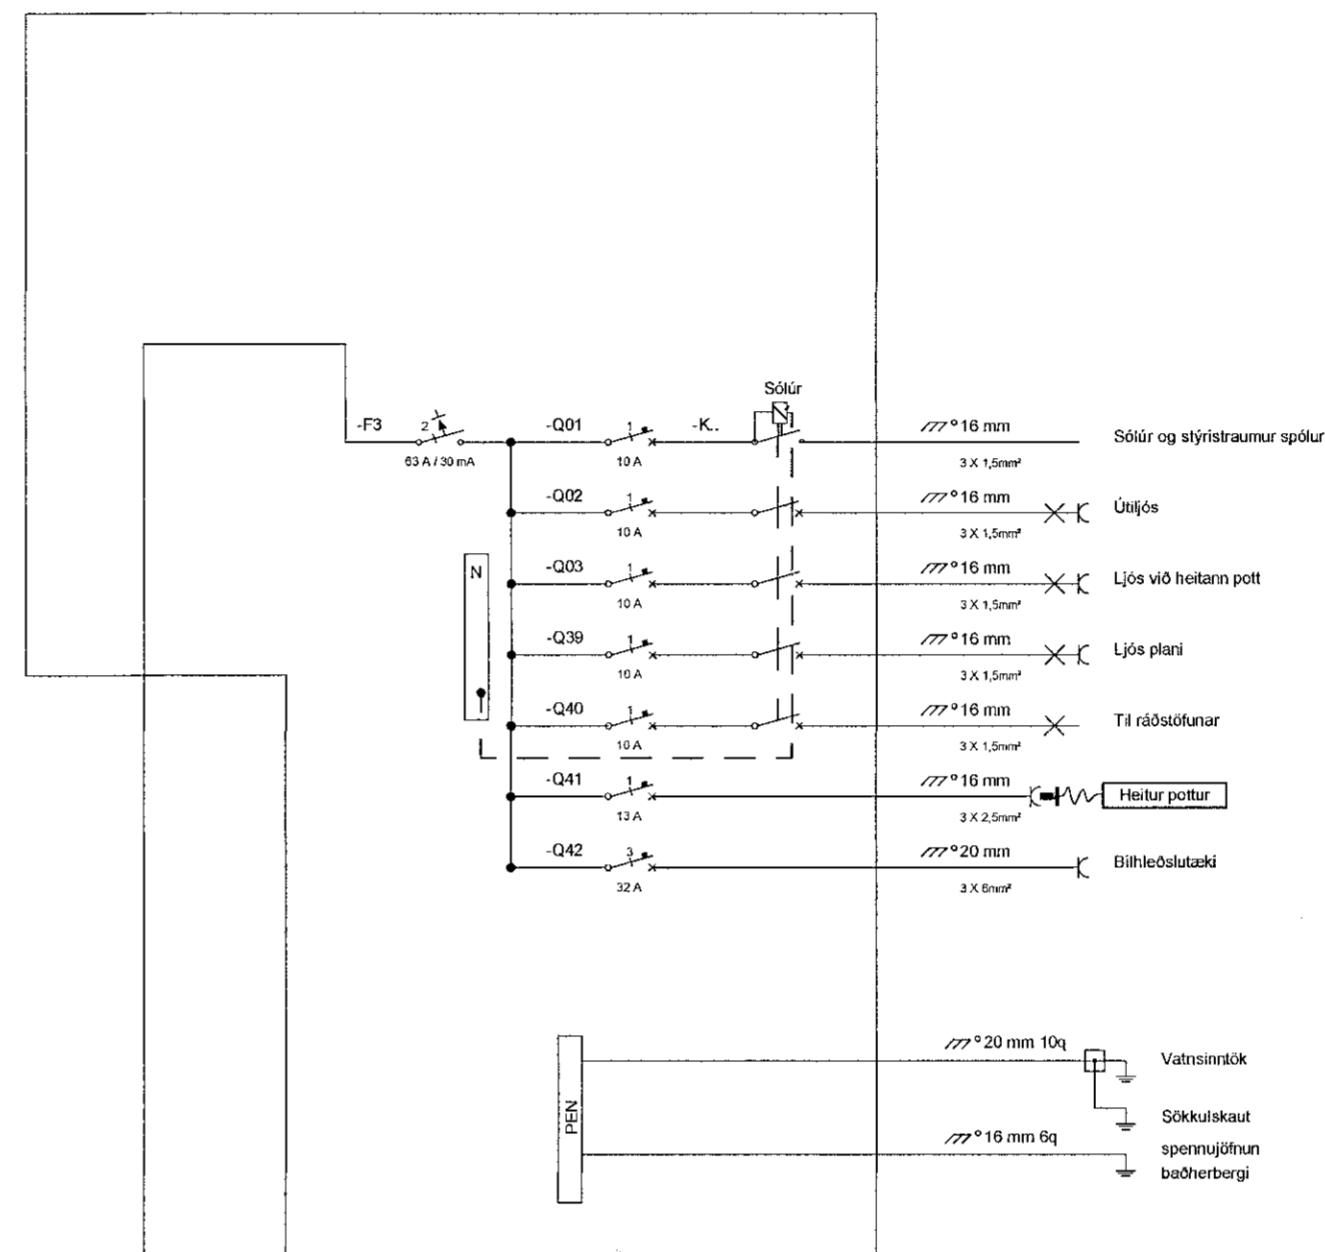 Sólúr
-F3
2
63 A / 30 mA
-Q01
1
10 A
-K..
º 16 mm
3 X 1,5mm²
Sólúr og stýristraumur spólur
-Q02
1
10 A
º 16 mm
3 X 1,5mm²
Útiljós
N
-Q03
1
10 A
º 16 mm
3 X 1,5mm²
Ljós við heitann pott
-Q39
1
10 A
º 16 mm
3 X 1,5mm²
Ljós plani
-Q40
1
10 A
º 16 mm
3 X 1,5mm²
Til ráðstöfunar
-Q41
1
13 A
º 16 mm
3 X 2,5mm²
Heitur pottur
-Q42
3
32 A
º 20 mm
3 X 6mm²
Bílhleðslutæki
PEN
º 20 mm 10q
Vatnsinntök
Sökkulskaut
º 16 mm 6q
spennujöfnun
baðherbergi